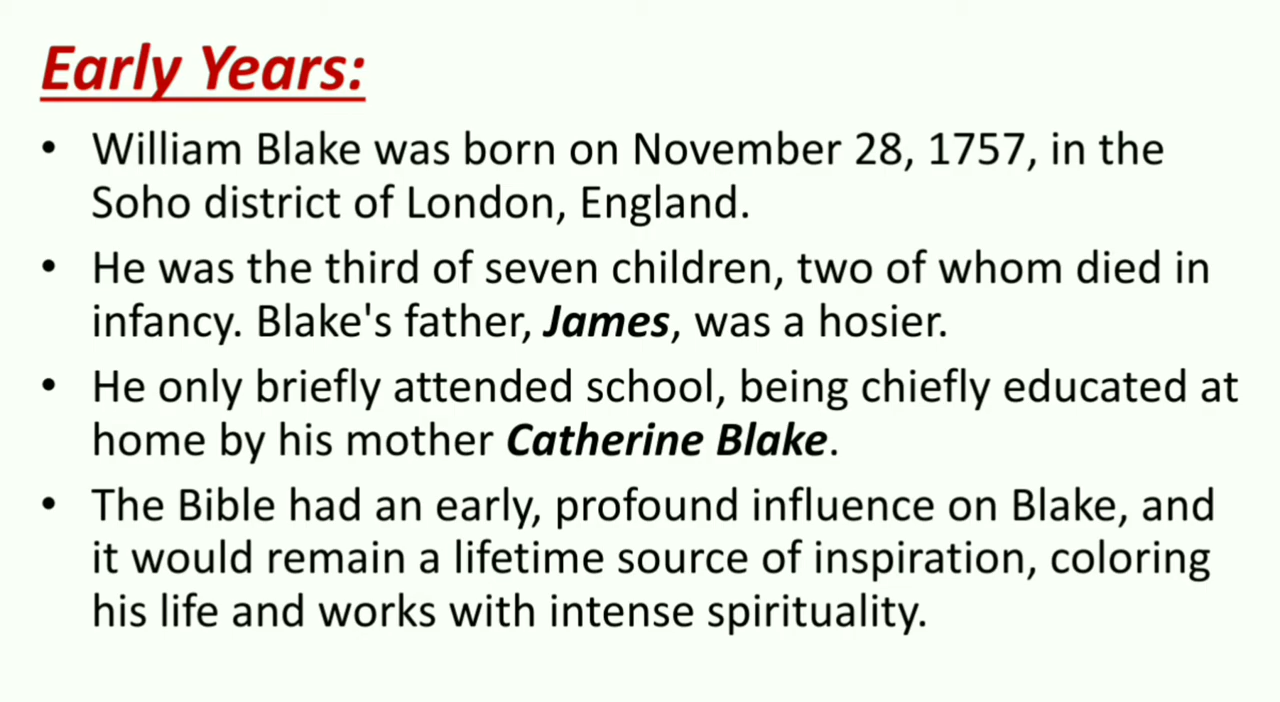 Early Years:
• William Blake was born on November 28, 1757, in the
Soho district of London, England.
• He was the third of seven children, two of whom died in
infancy. Blake's father, James, was a hosier.
• He only briefly attended school, being chiefly educated at
home by his mother Catherine Blake.
• The Bible had an early, profound influence on Blake, and
it would remain a lifetime source of inspiration, coloring
his life and works with intense spirituality.